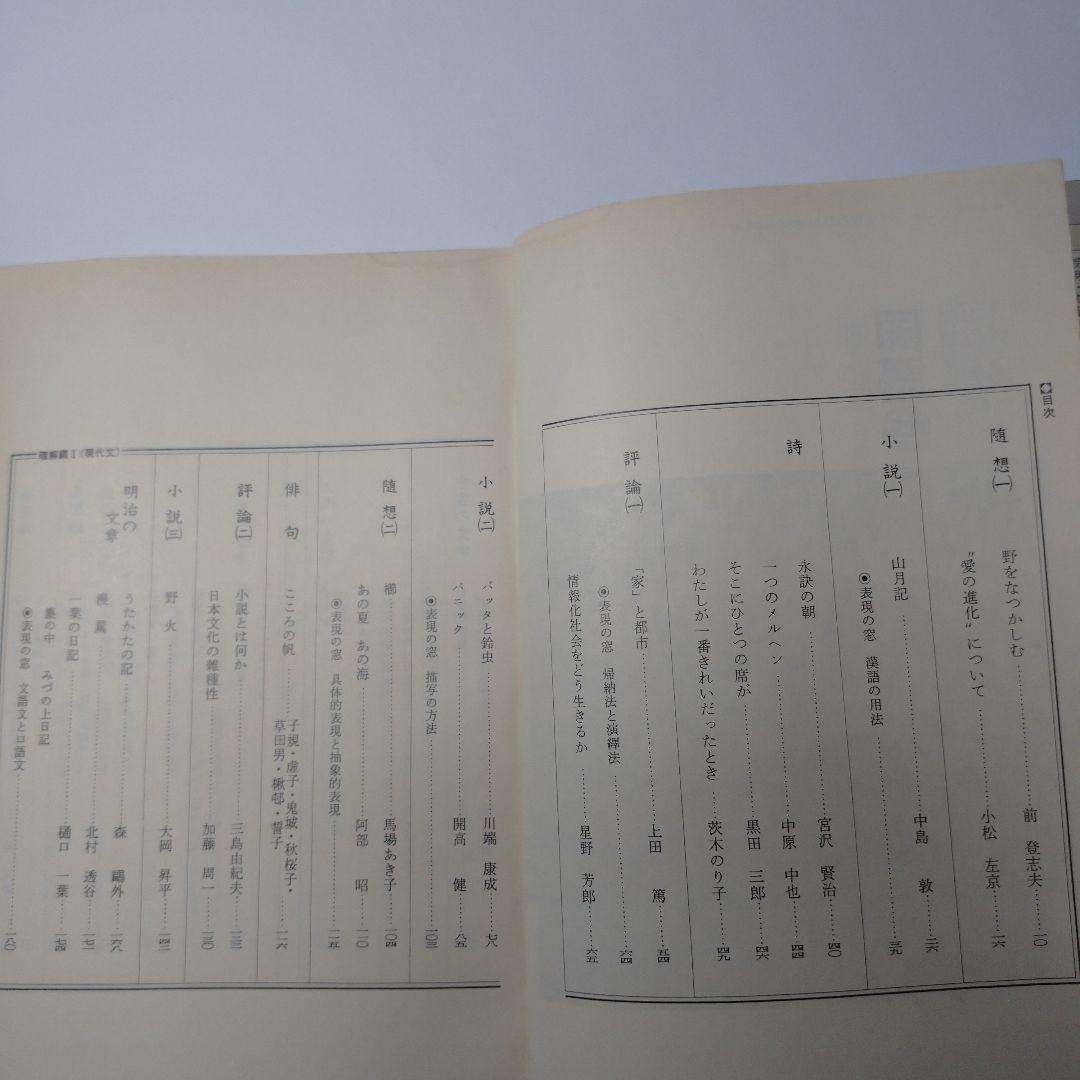 目次
随想(一)
野をなつかしむ……前 登志夫…一〇
"愛の進化"について……小松 左京…一六
小説(一)
山月記……中島 敦…二六
◉表現の窓 漢語の用法……三九
詩
永訣の朝……宮沢 賢治…四〇
一つのメルヘン……中原 中也…四四
そこにひとつの席が……黒田 三郎…四六
わたしが一番きれいだったとき……茨木のり子…四九
評論(一)
「家」と都市……上田 篤…五四
◉表現の窓 帰納法と演繹法……六四
情報化社会をどう生きるか……星野 芳郎…六五
小説(二)
バッタと鈴虫……川端 康成…七八
パニック……開高 健…八五
◉表現の窓 描写の方法……一〇三
随想(二)
櫛……馬場あき子…一〇四
あの夏 あの海……阿部 昭…一一〇
◉表現の窓 具体的表現と抽象的表現……一一五
俳句
こころの帆……子規・虚子・鬼城・秋桜子・
草田男・楸邨・誓子…一一六
評論(二)
小説とは何か……三島由紀夫…一二三
日本文化の雑種性……加藤 周一…一三〇
小説(三)
野火……大岡 昇平…一四三
明治の文章
うたかたの記……森 鷗外…一六八
漫罵……北村 透谷…一七一
一葉の日記……樋口 一葉…一七四
塵の中 みづの上日記
◉表現の窓 文語文と口語文……一八〇
理解編Ⅰ(現代文)